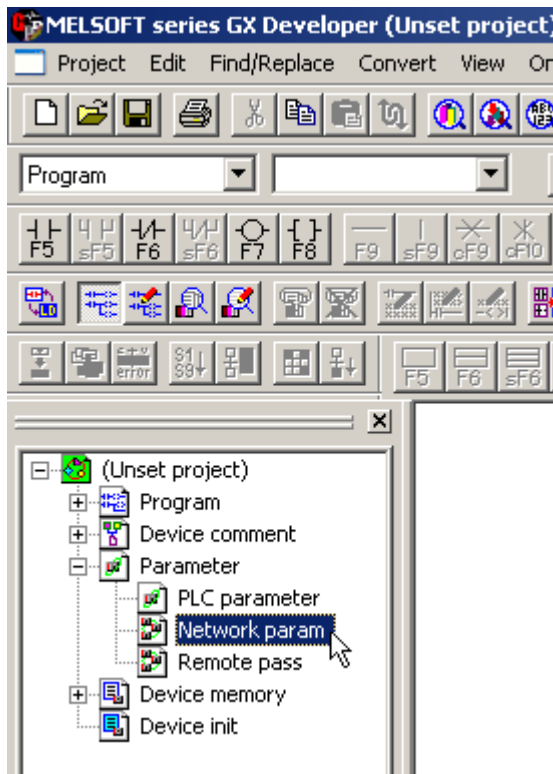 MELSOFT series GX Developer (Unset project)
Project Edit Find/Replace Convert View On
Program
F5 sF5 F6 sF6 F7 F8 F9 sF9 cF9 cF10
LD
error S1 S9 F5 F6 sF6
(Unset project)
Program
Device comment
Parameter
PLC parameter
Network param
Remote pass
Device memory
Device init